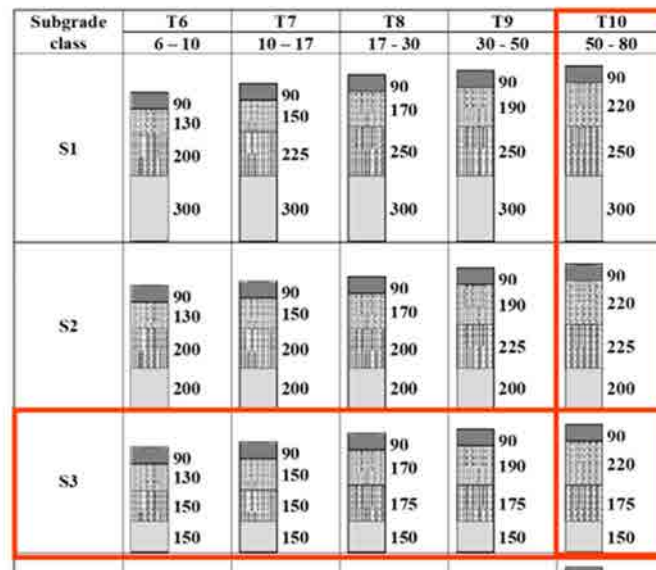 Subgrade class T6 T7 T8 T9 T10
6 – 10 10 – 17 17 - 30 30 - 50 50 - 80
S1
90 90 90 90 90
130 150 170 190 220
200 225 250 250 250
300 300 300 300 300
S2
90 90 90 90 90
130 150 170 190 220
200 200 200 225 225
200 200 200 200 200
S3
90 90 90 90 90
130 150 170 190 220
150 150 175 175 175
150 150 150 150 150